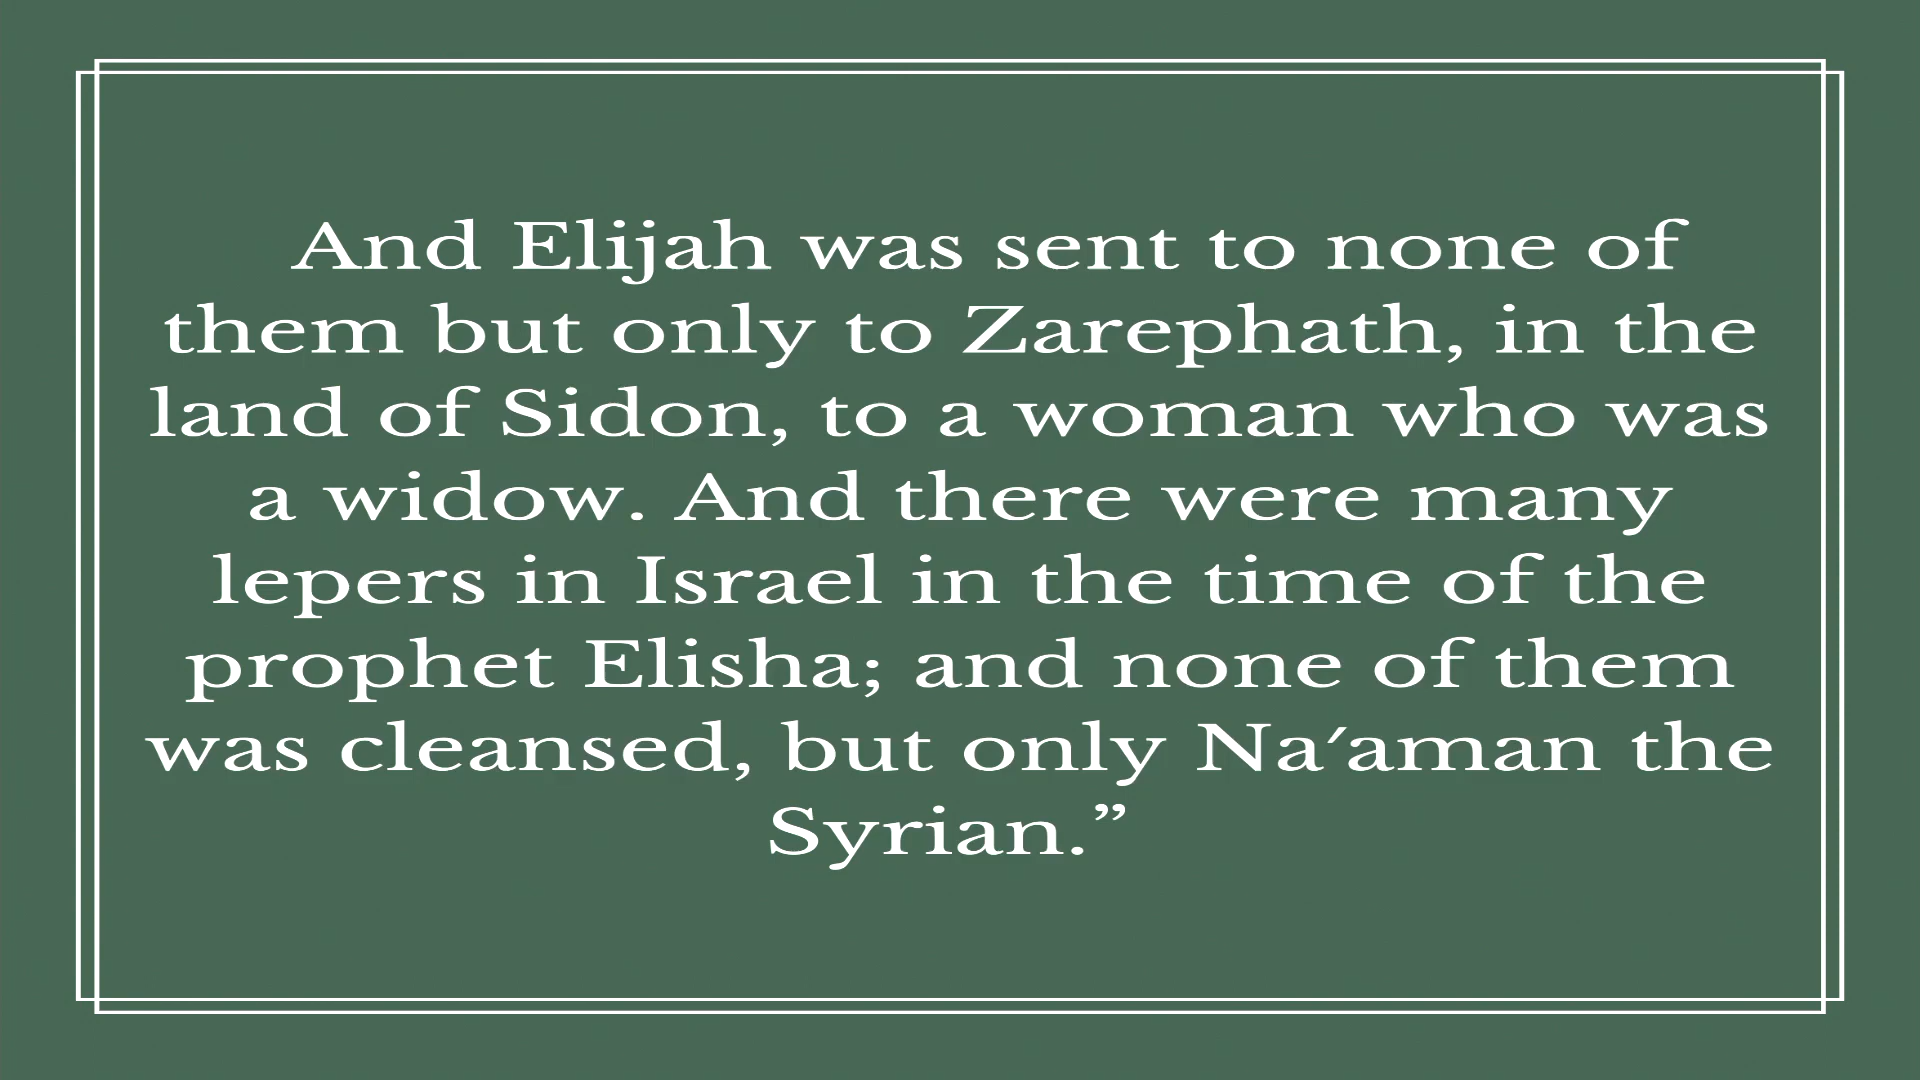 And Elijah was sent to none of
them but only to Zarephath, in the
land of Sidon, to a woman who was
a widow. And there were many
lepers in Israel in the time of the
prophet Elisha; and none of them
was cleansed, but only Na′aman the
Syrian.”